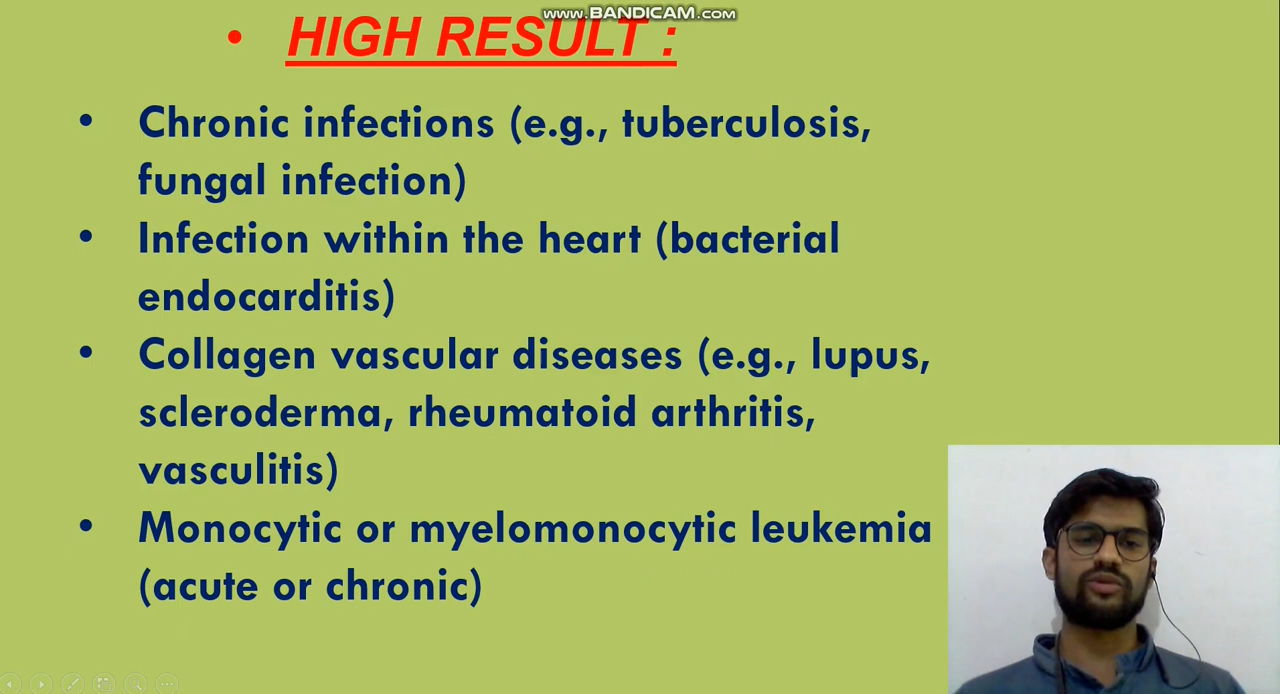 www.BANDICAM.com
• HIGH RESULT :
• Chronic infections (e.g., tuberculosis,
fungal infection)
• Infection within the heart (bacterial
endocarditis)
• Collagen vascular diseases (e.g., lupus,
scleroderma, rheumatoid arthritis,
vasculitis)
• Monocytic or myelomonocytic leukemia
(acute or chronic)